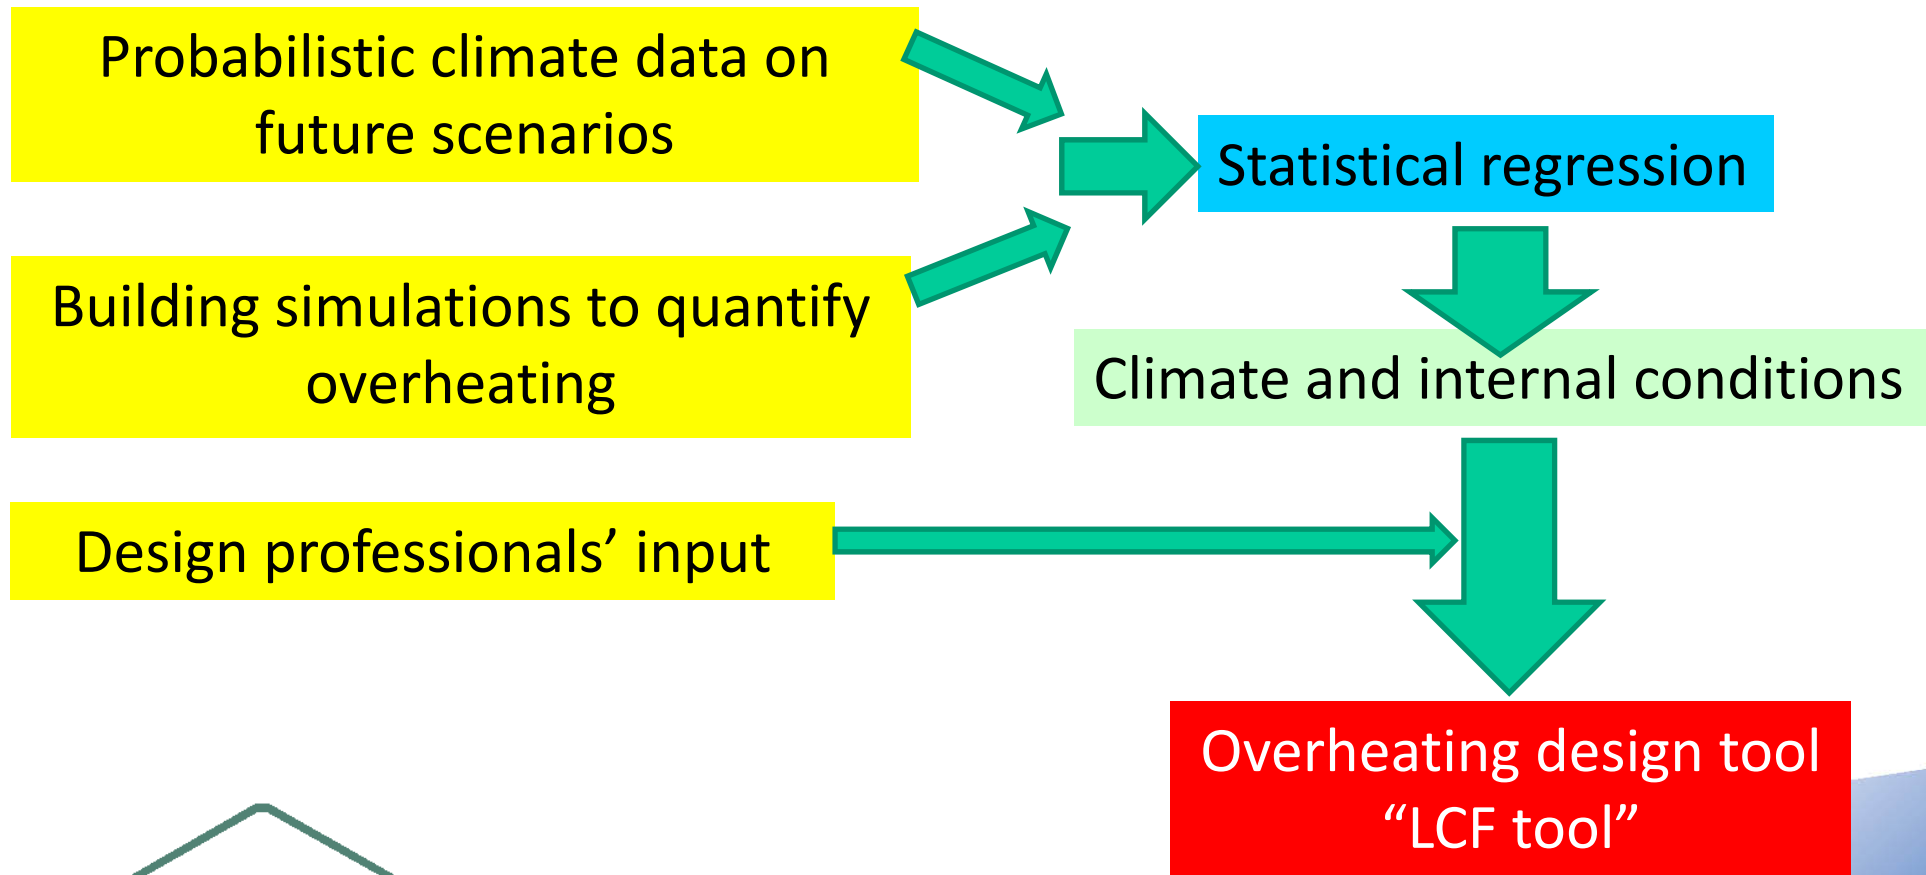 Probabilistic climate data on
future scenarios
Statistical regression
Building simulations to quantify
overheating
Climate and internal conditions
Design professionals’ input
Overheating design tool
“LCF tool”